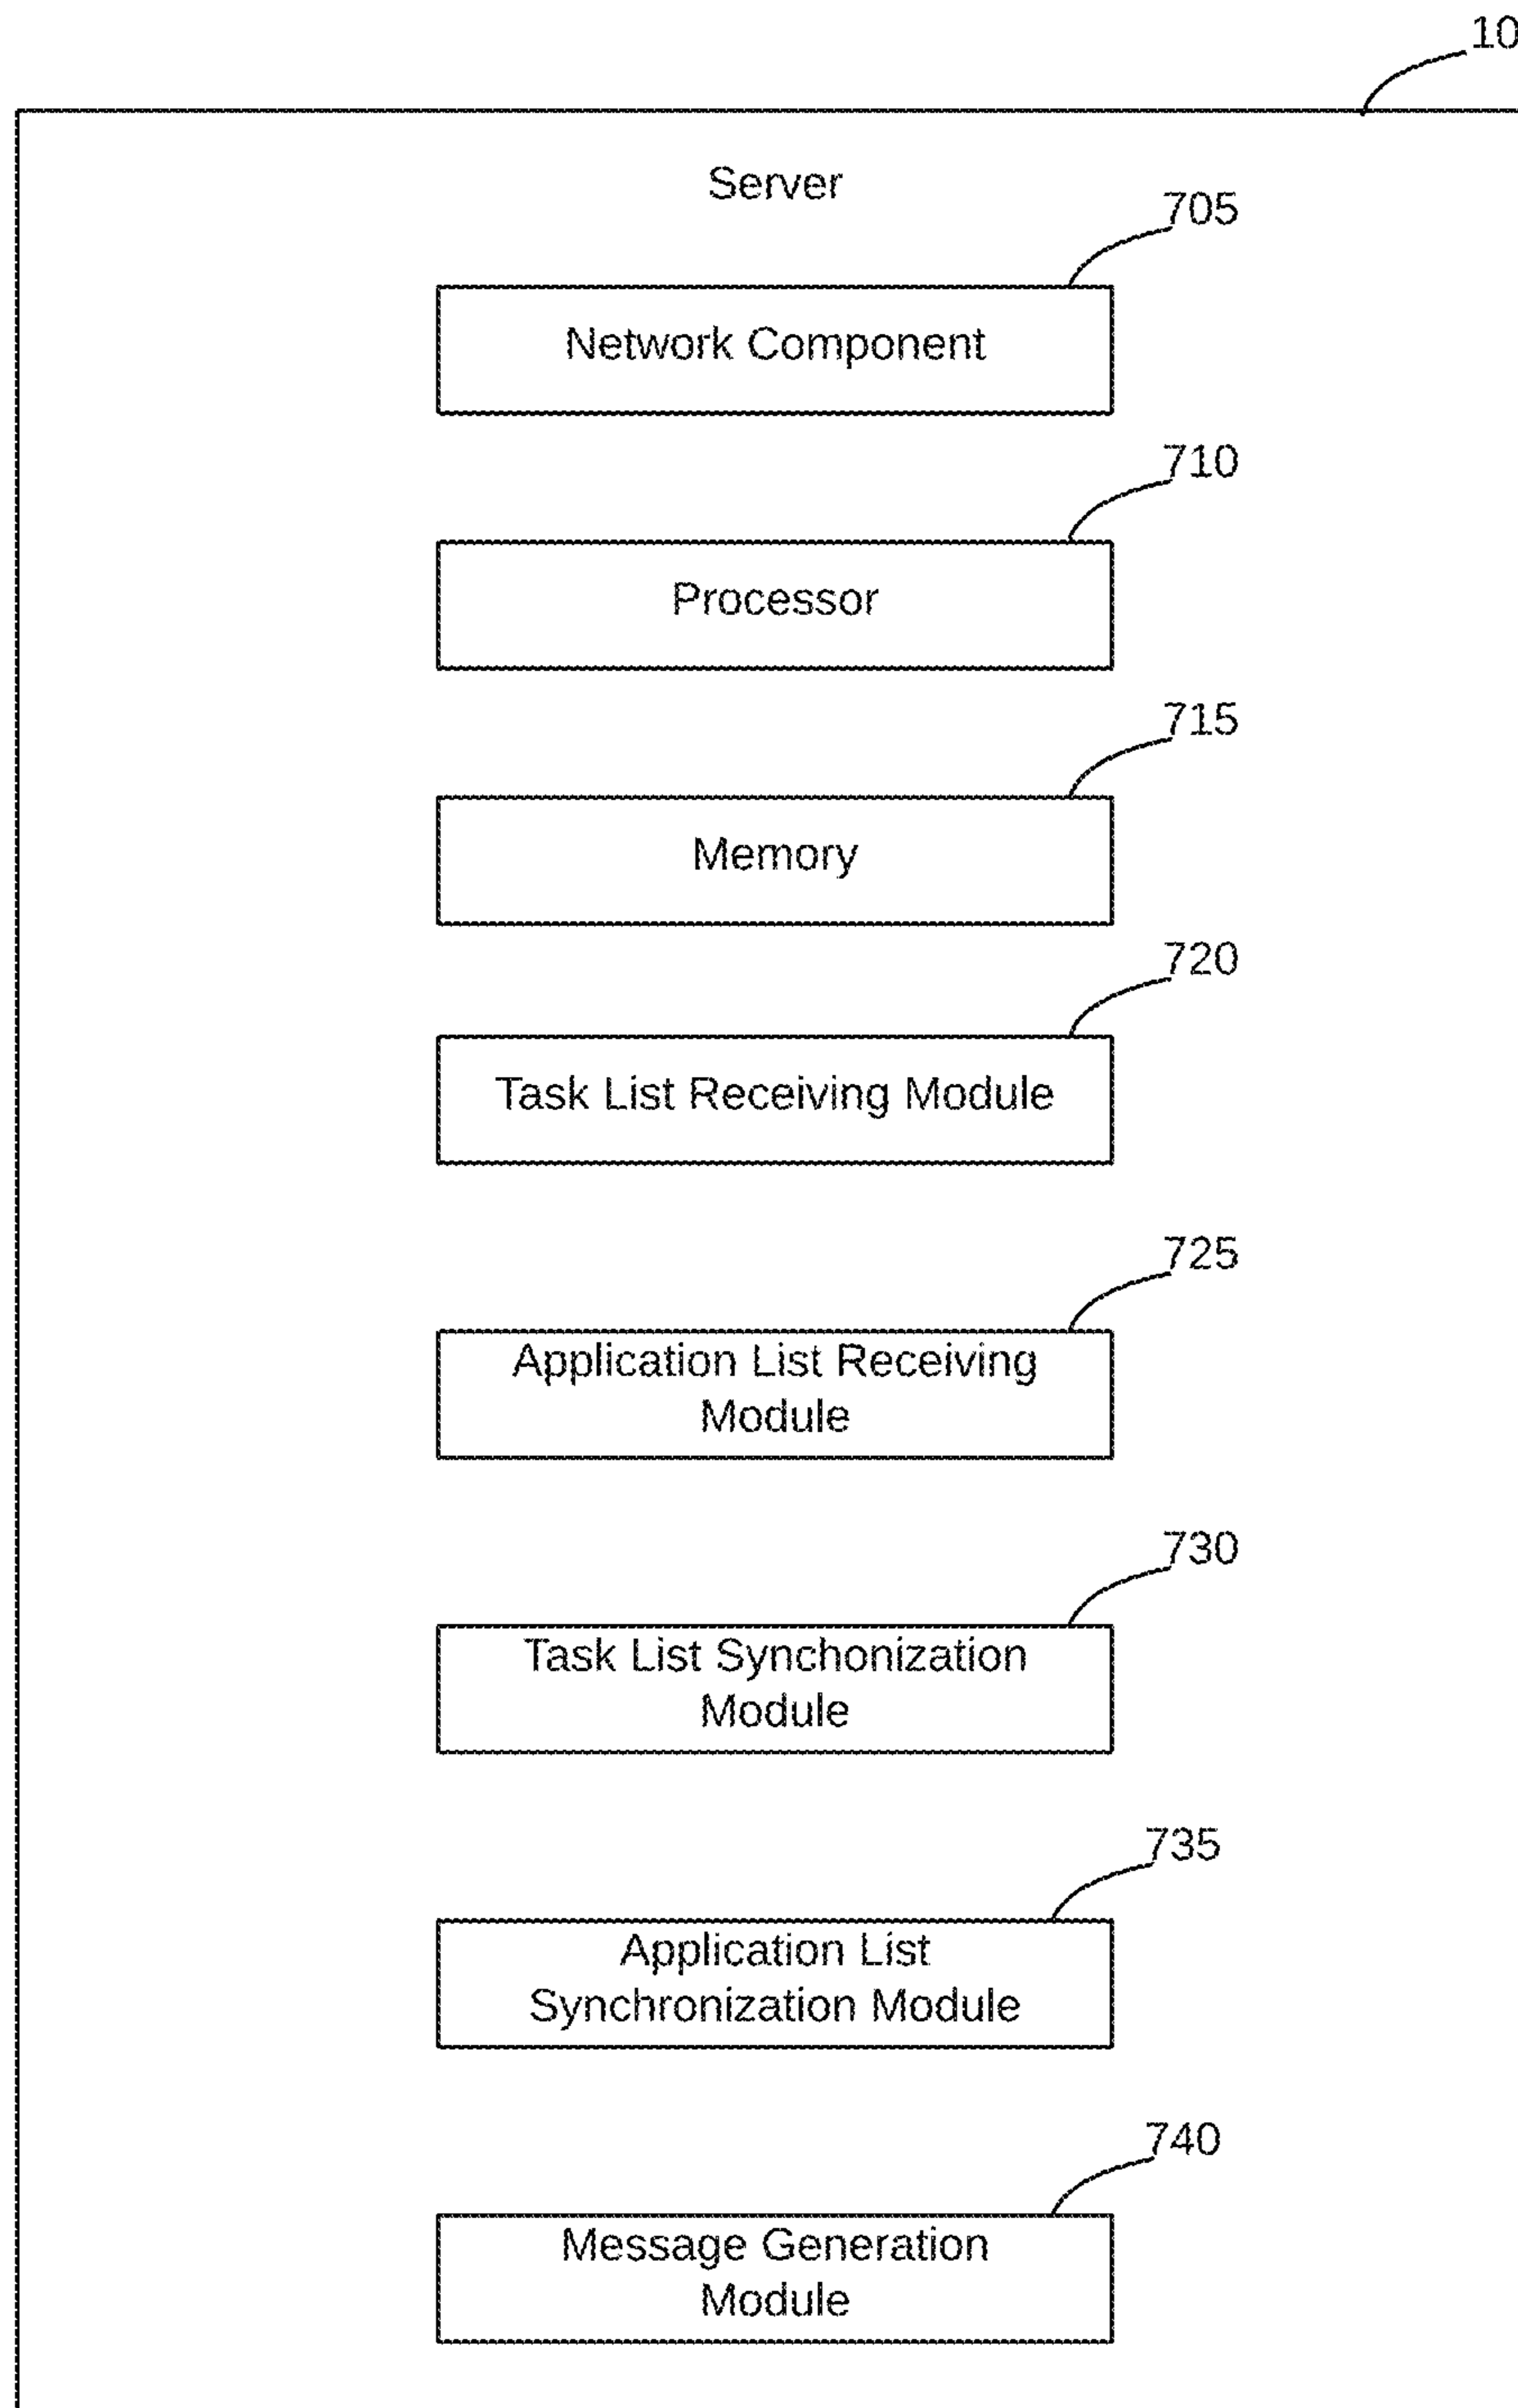 10
Server
705
Network Component
710
Processor
715
Memory
720
Task List Receiving Module
725
Application List Receiving
Module
730
Task List Synchonization
Module
735
Application List
Synchronization Module
740
Message Generation
Module